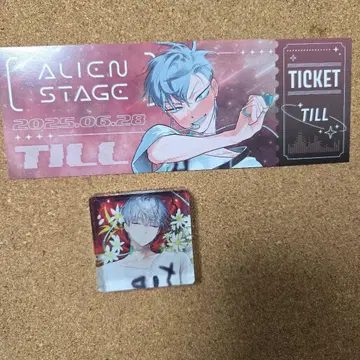 ALIEN
STAGE
2025.06.28
TILL
TICKET
TILL